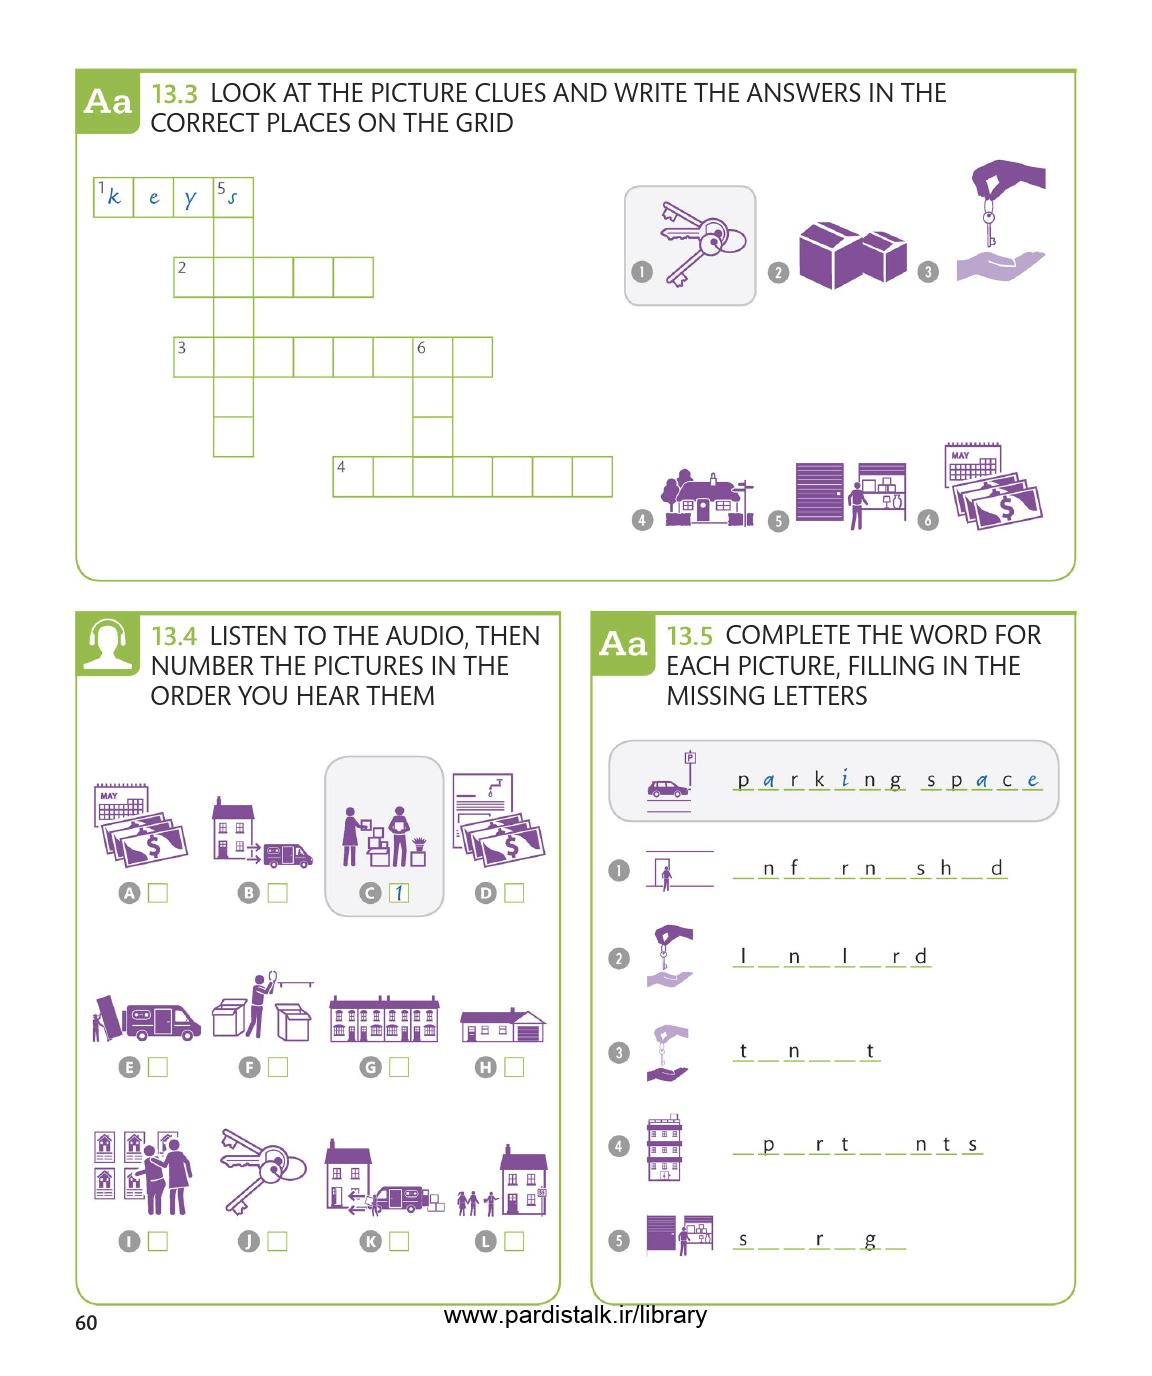 Aa 13.3 LOOK AT THE PICTURE CLUES AND WRITE THE ANSWERS IN THE
CORRECT PLACES ON THE GRID
1 k e y 5 s
2
3 6
4
1 2 3
MAY
$
4 5 6
13.4 LISTEN TO THE AUDIO, THEN
NUMBER THE PICTURES IN THE
ORDER YOU HEAR THEM
MAY
$ $
A B C 1 D
E F G H
I J K L
Aa 13.5 COMPLETE THE WORD FOR
EACH PICTURE, FILLING IN THE
MISSING LETTERS
P
p a r k i n g s p a c e
1 _ n f _ r n _ s h _ d
2 l _ n _ l _ r d
3 t _ n _ _ t
4 _ p _ r t _ _ n t s
5 s _ _ r _ g _
60
www.pardistalk.ir/library